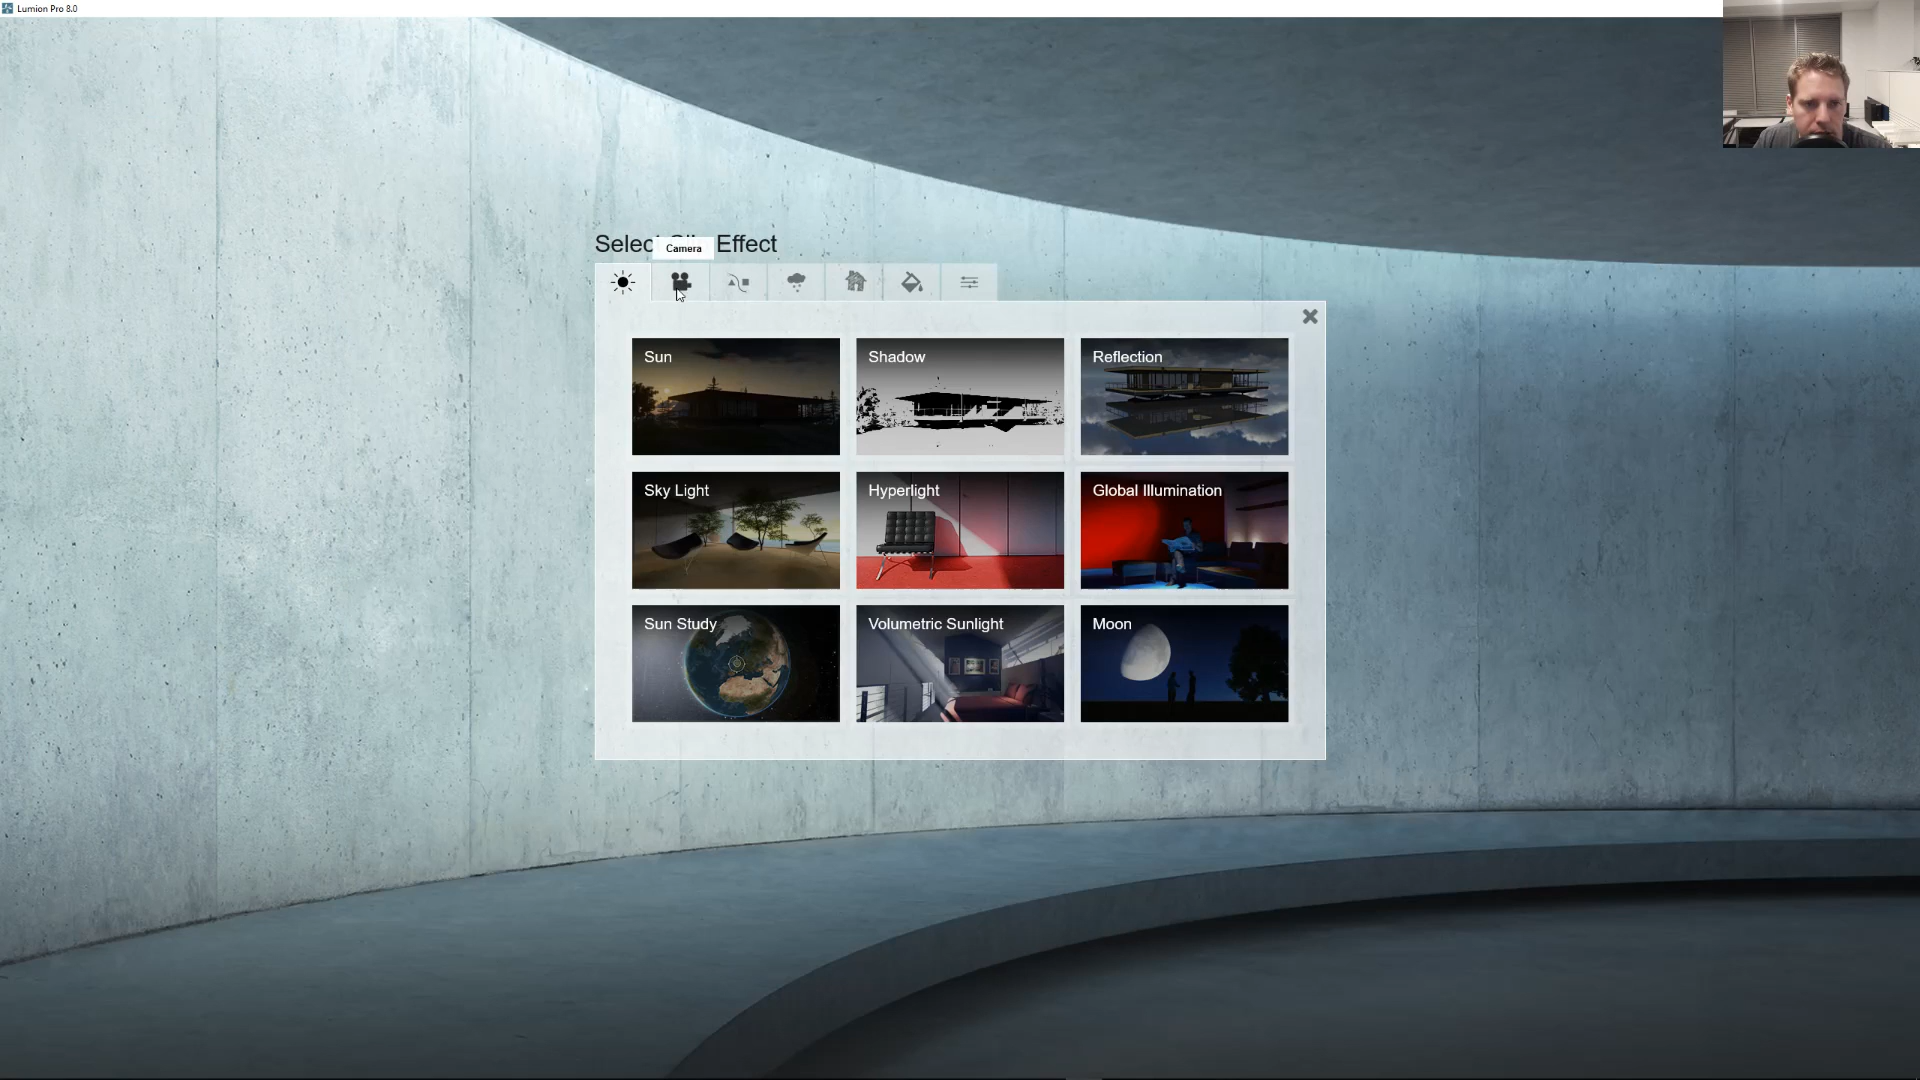 Lumion Pro 8.0
Select Effect
Camera
Sun
Shadow
Reflection
Sky Light
Hyperlight
Global Illumination
Sun Study
Volumetric Sunlight
Moon